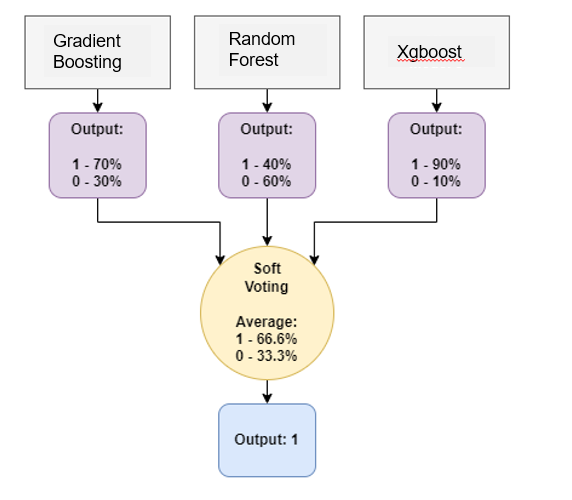 Gradient
Boosting
Random
Forest
Xgboost
Output:
1 - 70%
0 - 30%
Output:
1 - 40%
0 - 60%
Output:
1 - 90%
0 - 10%
Soft
Voting
Average:
1 - 66.6%
0 - 33.3%
Output: 1